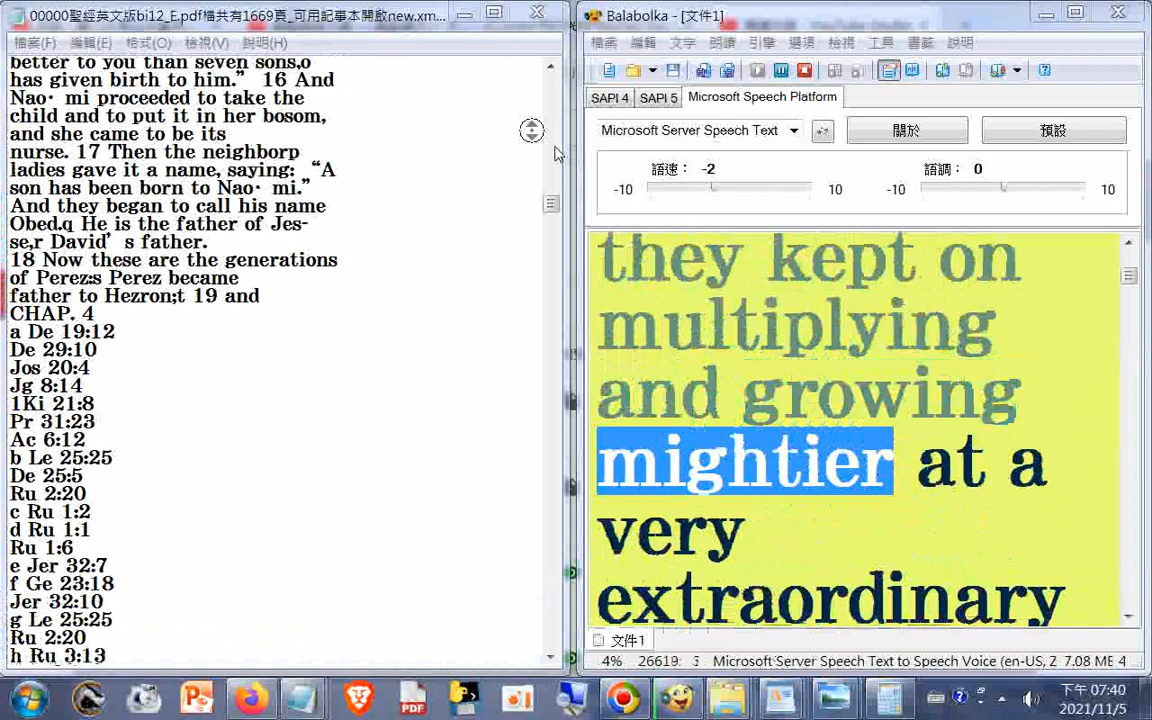 00000聖經英文版bi12_E.pdf檔共有1669頁_可用記事本開啟new.xm...
檔案(F) 編輯(E) 格式(O) 檢視(V) 說明(H)
better to you than seven sons,o
has given birth to him.” 16 And
Nao· mi proceeded to take the
child and to put it in her bosom,
and she came to be its
nurse. 17 Then the neighborp
ladies gave it a name, saying: “A
son has been born to Nao· mi.”
And they began to call his name
Obed.q He is the father of Jes-
se,r David’s father.
18 Now these are the generations
of Perez:s Perez became
father to Hezron;t 19 and
CHAP. 4
a De 19:12
De 29:10
Jos 20:4
Jg 8:14
1Ki 21:8
Pr 31:23
Ac 6:12
b Le 25:25
De 25:5
Ru 2:20
c Ru 1:2
d Ru 1:1
Ru 1:6
e Jer 32:7
f Ge 23:18
Jer 32:10
g Le 25:25
Ru 2:20
h Ru 3:13
Balabolka - [文件1]
檔案 編輯 文字 朗讀 引擎 選項 檢視 工具 書籤 說明
SAPI 4 SAPI 5 Microsoft Speech Platform
Microsoft Server Speech Text 關於 預設
語速： -2 語調： 0
-10 10 -10 10
they kept on
multiplying
and growing
mightier at a
very
extraordinary
文件1
4% 26619: 3 Microsoft Server Speech Text to Speech Voice (en-US, 2 7.08 MB 4
下午 07:40
2021/11/5